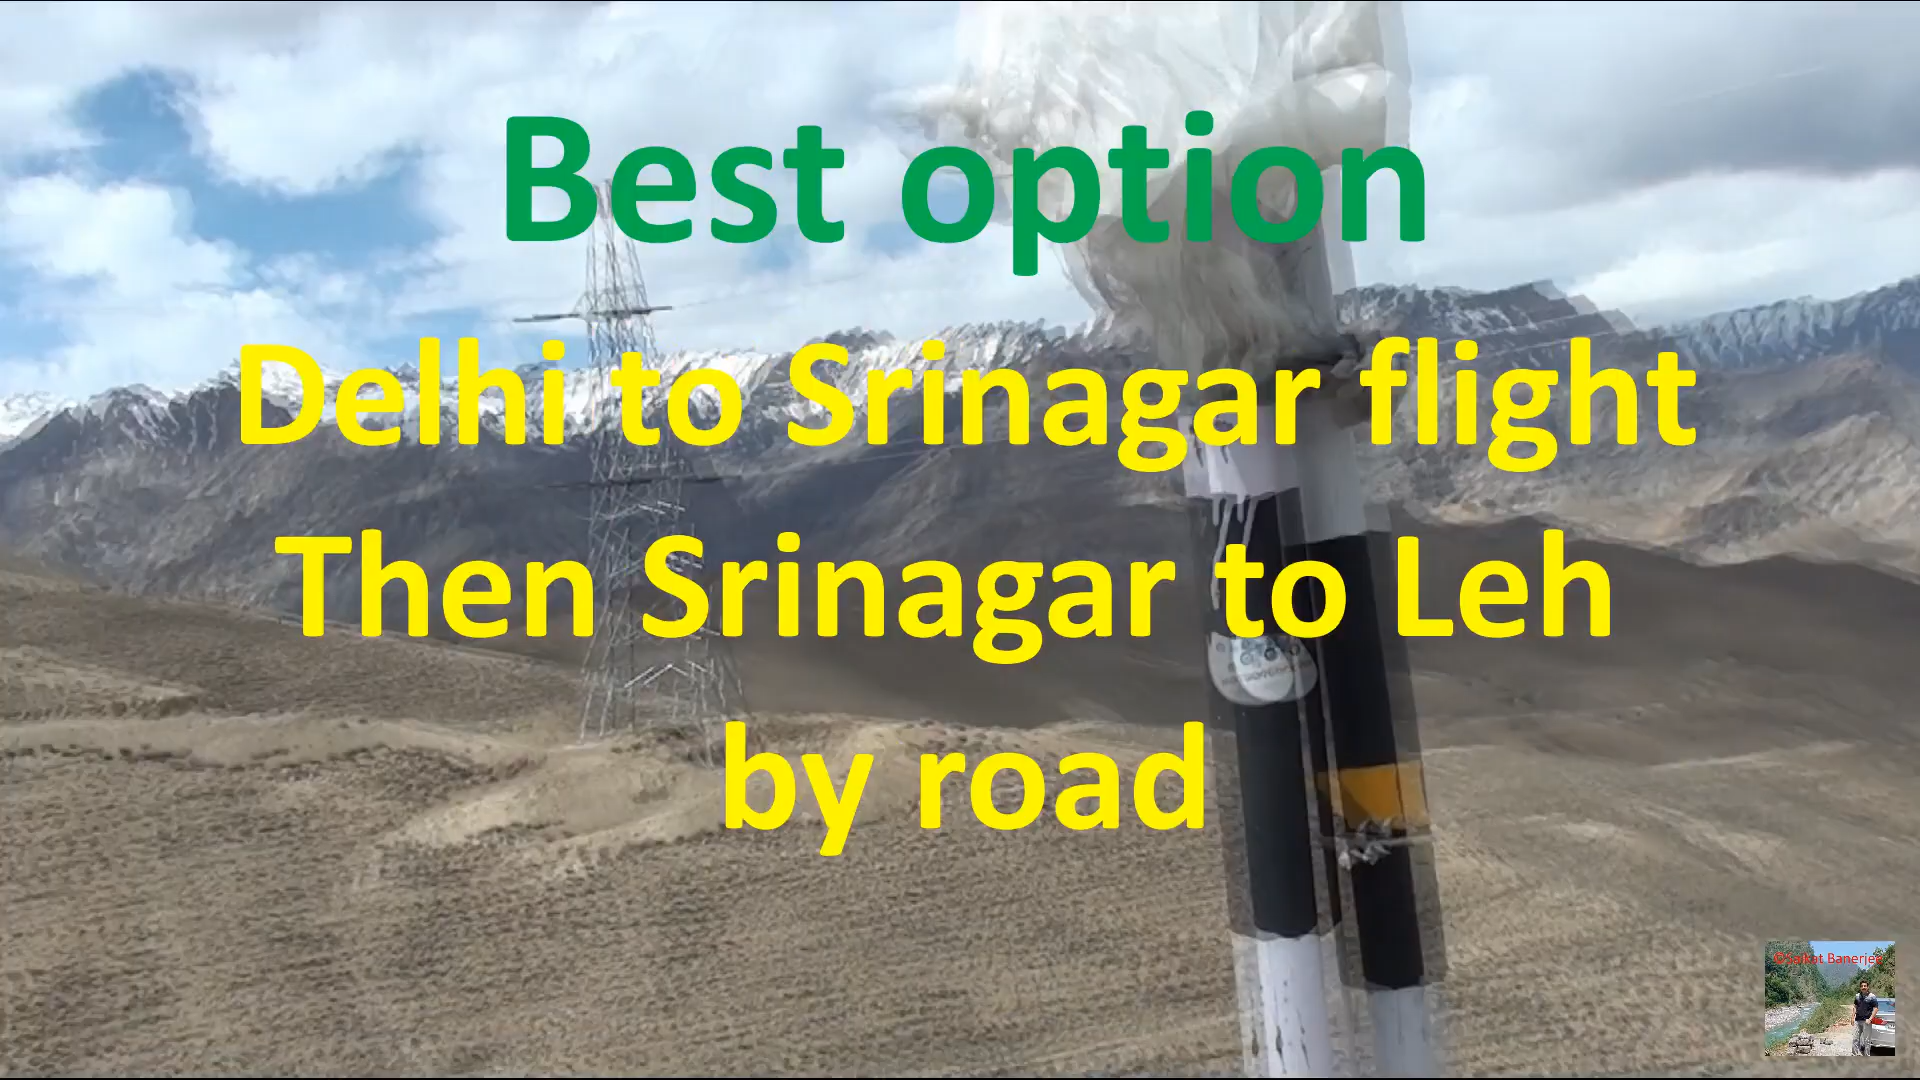 Best option
Delhi to Srinagar flight
Then Srinagar to Leh
by road
©Saikat Banerjee